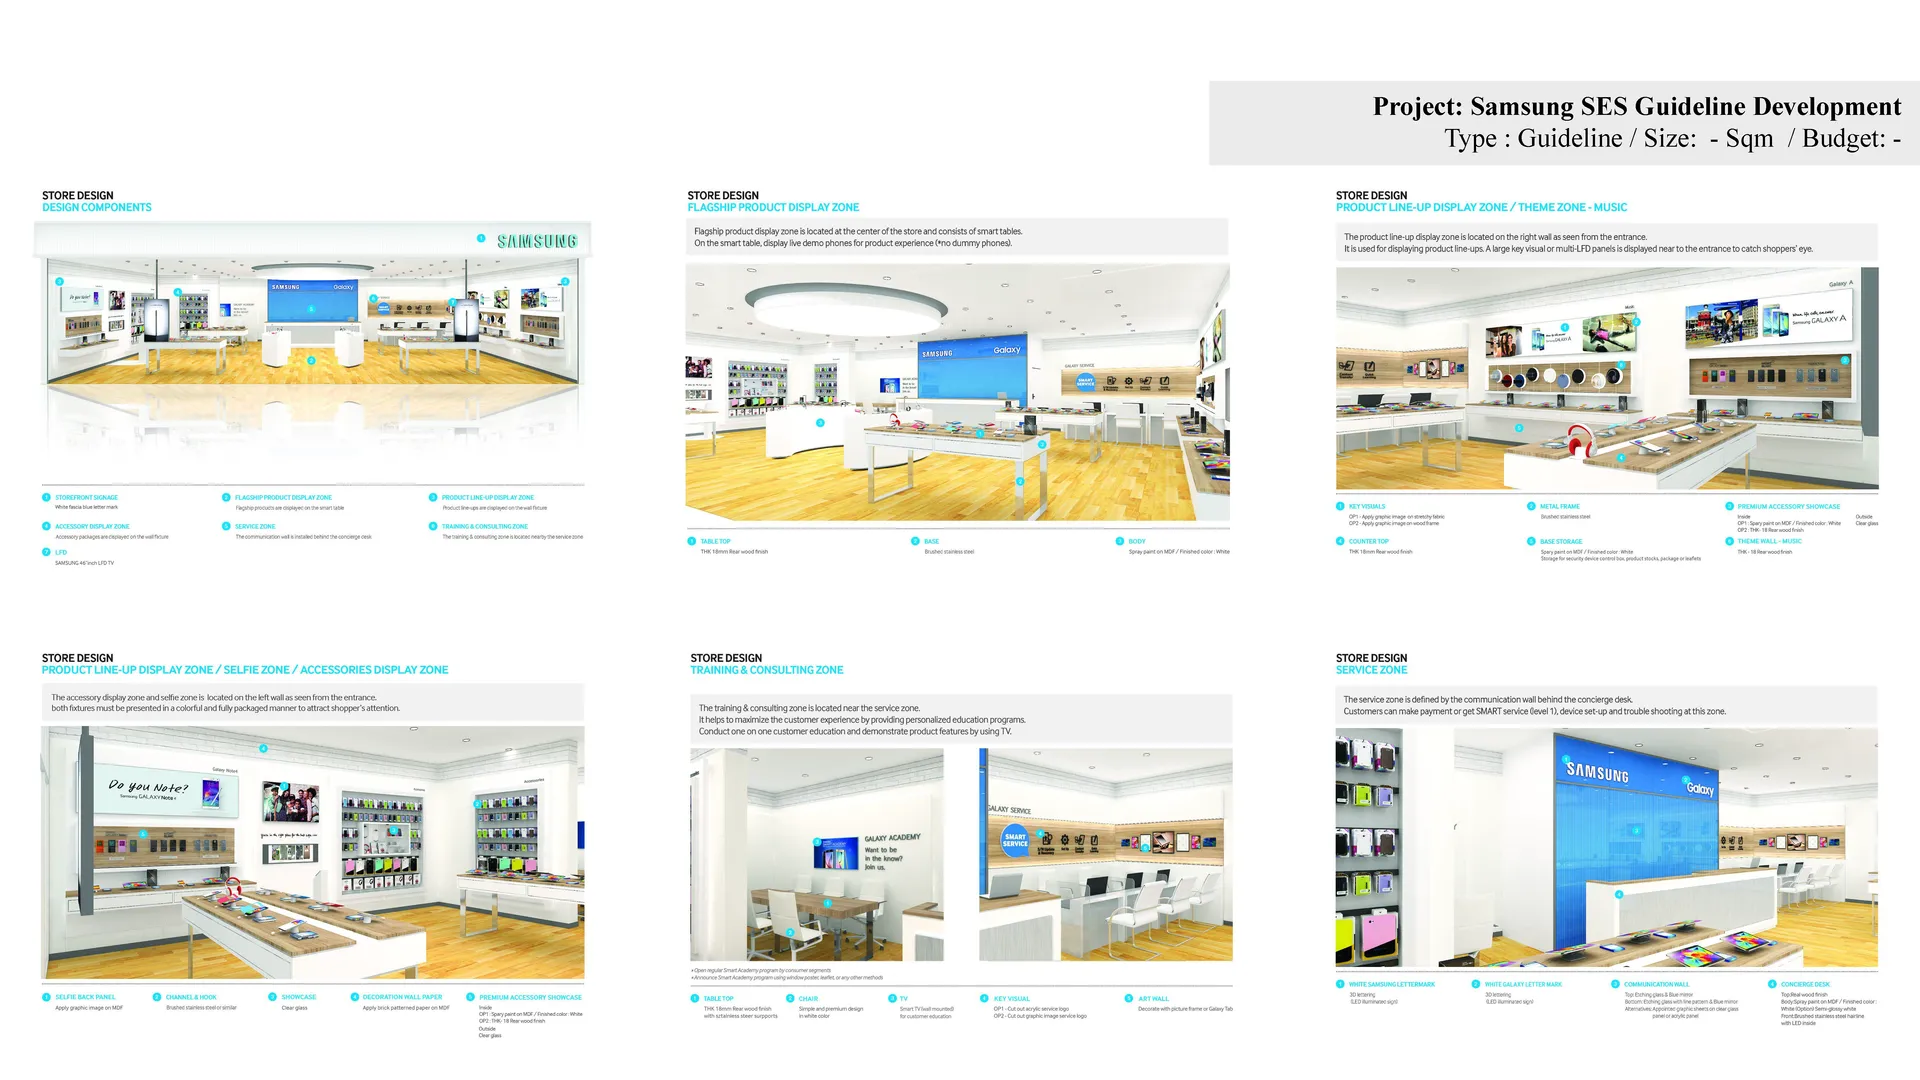 Project: Samsung SES Guideline Development
Type : Guideline / Size:  - Sqm  / Budget: -
STORE DESIGN
DESIGN COMPONENTS
SAMSUNG
SAMSUNG
Galaxy
1 STOREFRONT SIGNAGE
White fascia blue letter mark
2 FLAGSHIP PRODUCT DISPLAY ZONE
Flagship products are displayed on the smart table
3 PRODUCT LINE-UP DISPLAY ZONE
Product line-ups are displayed on the wall fixture
4 ACCESSORY DISPLAY ZONE
Accessory packages are displayed on the wall fixture
5 SERVICE ZONE
The communication wall is installed behind the concierge desk
6 TRAINING & CONSULTING ZONE
The training & consulting zone is located nearby the service zone
7 LFD
SAMSUNG 46"inch LFD TV
STORE DESIGN
FLAGSHIP PRODUCT DISPLAY ZONE
Flagship product display zone is located at the center of the store and consists of smart tables.
On the smart table, display live demo phones for product experience (*no dummy phones).
SAMSUNG
Galaxy
GALAXY SERVICE
SMART SERVICE
1 TABLE TOP
THK 18mm Rear wood finish
2 BASE
Brushed stainless steel
3 BODY
Spray paint on MDF / Finished color : White
STORE DESIGN
PRODUCT LINE-UP DISPLAY ZONE / THEME ZONE - MUSIC
The product line-up display zone is located on the right wall as seen from the entrance.
It is used for displaying product line-ups. A large key visual or multi-LFD panels is displayed near to the entrance to catch shoppers' eye.
Galaxy A
Samsung GALAXY A
1 KEY VISUALS
OP1 - Apply graphic image on stretchy fabric
OP2 - Apply graphic image on wood frame
2 METAL FRAME
Brushed stainless steel
3 PREMIUM ACCESSORY SHOWCASE
Inside
OP1 : Spary paint on MDF / Finished color : White
OP2 : THK- 18 Rear wood finish
Outside
Clear glass
4 COUNTER TOP
THK 18mm Rear wood finish
5 BASE STORAGE
Spary paint on MDF / Finished color : White
Storage for security device control box, product stocks, package or leaflets
6 THEME WALL - MUSIC
THK - 18 Rear wood finish
STORE DESIGN
PRODUCT LINE-UP DISPLAY ZONE / SELFIE ZONE / ACCESSORIES DISPLAY ZONE
The accessory display zone and selfie zone is  located on the left wall as seen from the entrance.
both fixtures must be presented in a colorful and fully packaged manner to attract shopper's attention.
Galaxy Note4
Do you Note?
Samsung GALAXY Note4
Accessories
1 SELFIE BACK PANEL
Apply graphic image on MDF
2 CHANNEL & HOOK
Brushed stainless steel or similar
3 SHOWCASE
Clear glass
4 DECORATION WALL PAPER
Apply brick patterned paper on MDF
5 PREMIUM ACCESSORY SHOWCASE
Inside
OP1 : Spary paint on MDF / Finished color : White
OP2 : THK- 18 Rear wood finish
Outside
Clear glass
STORE DESIGN
TRAINING & CONSULTING ZONE
The training & consulting zone is located near the service zone.
It helps to maximize the customer experience by providing personalized education programs.
Conduct one on one customer education and demonstrate product features by using TV.
GALAXY ACADEMY
Want to be
in the know?
Join us.
GALAXY SERVICE
SMART
SERVICE
* Open regular Smart Academy program by consumer segments
* Announce Smart Academy program using window poster, leaflet, or any other methods
1 TABLE TOP
THK 18mm Rear wood finish
with sztainless steer supports
2 CHAIR
Simple and premium design
in white color
3 TV
Smart TV(wall mounted)
for customer education
4 KEY VISUAL
OP1 - Cut out acrylic service logo
OP2 - Cut out graphic image service logo
5 ART WALL
Decorate with picture frame or Galaxy Tab
STORE DESIGN
SERVICE ZONE
The service zone is defined by the communication wall behind the concierge desk.
Customers can make payment or get SMART service (level 1), device set-up and trouble shooting at this zone.
SAMSUNG
Galaxy
1 WHITE SAMSUNG LETTERMARK
3D lettering
(LED illuminated sign)
2 WHITE GALAXY LETTER MARK
3D lettering
(LED illuminated sign)
3 COMMUNICATION WALL
Top: Etching glass & Blue mirror
Bottom: Etching glass with fine pattern & Blue mirror
Alternatives: Appointed graphic sheets on clear glass
panel or acrylic panel
4 CONCIERGE DESK
Top:Real wood finish
Body:Spray paint on MDF / Finished color :
White (Option) Semi-glossy white
Front:Brushed stainless steel hairline
with LED inside